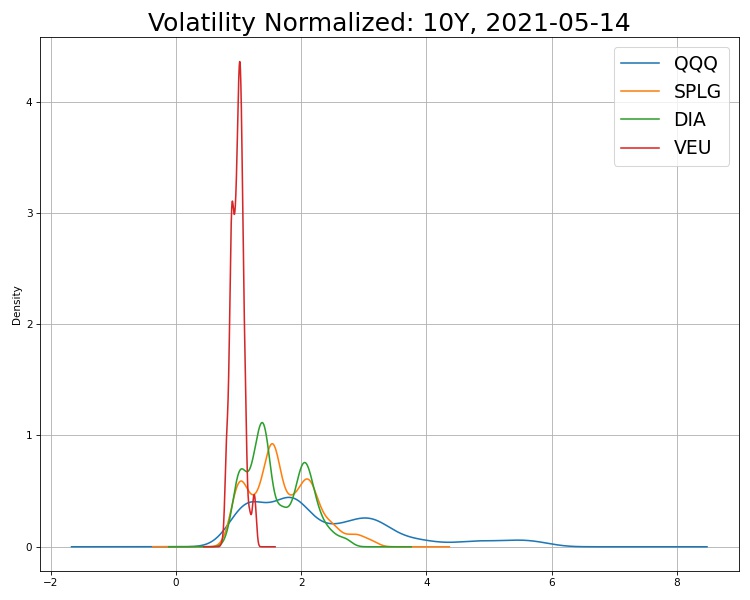 Volatility Normalized: 10Y, 2021-05-14
QQQ
SPLG
DIA
VEU
Density
4
3
2
1
0
−2
0
2
4
6
8